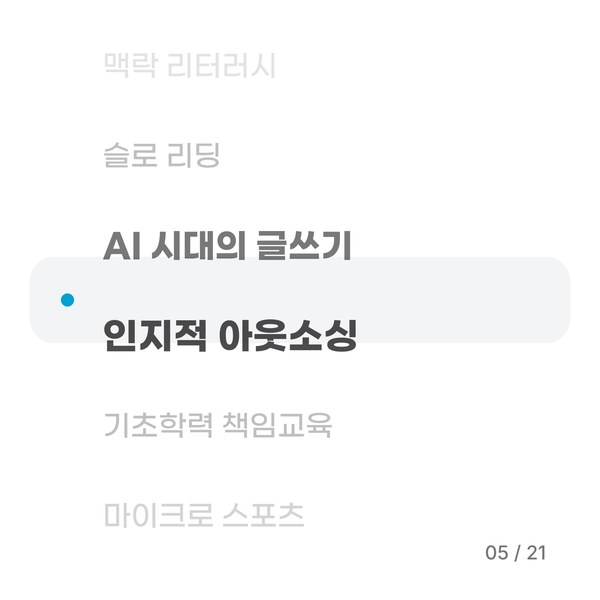 맥락 리터러시
슬로 리딩
AI 시대의 글쓰기
인지적 아웃소싱
기초학력 책임교육
마이크로 스포츠
05 / 21